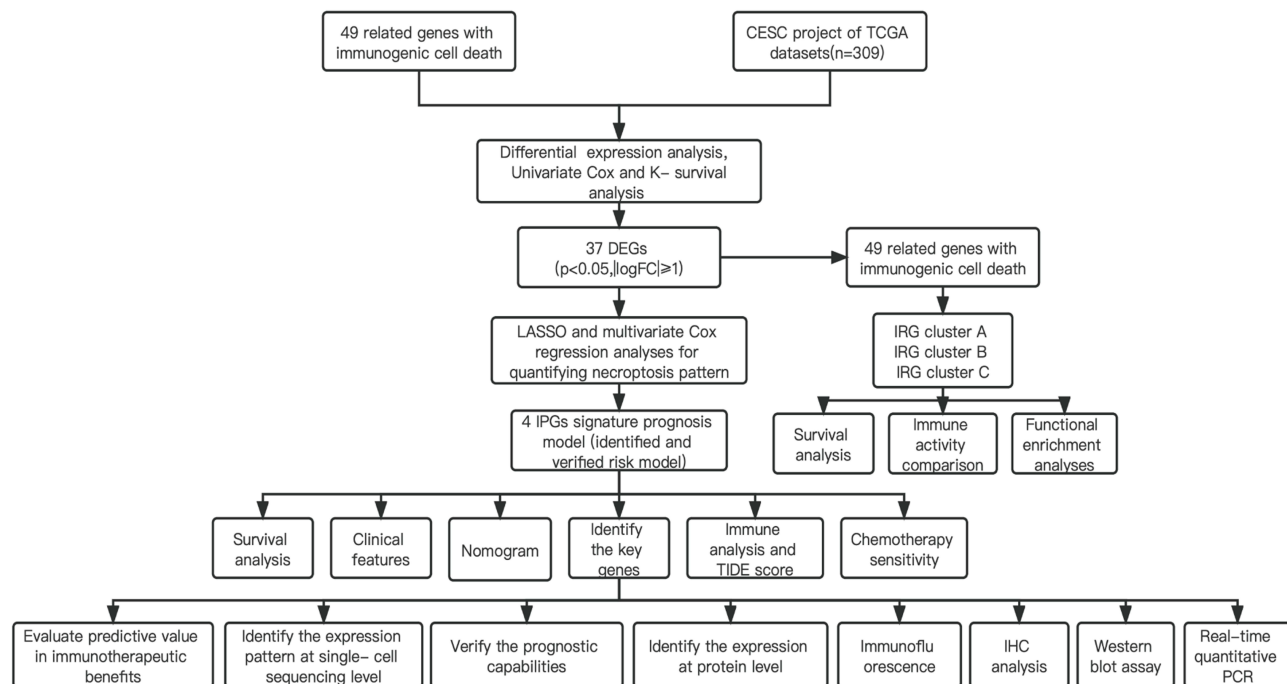 49 related genes with
immunogenic cell death
CESC project of TCGA
datasets(n=309)
Differential expression analysis,
Univariate Cox and K- survival
analysis
37 DEGs
(p<0.05,|logFC|⩾1)
49 related genes with
immunogenic cell death
LASSO and multivariate Cox
regression analyses for
quantifying necroptosis pattern
IRG cluster A
IRG cluster B
IRG cluster C
4 IPGs signature prognosis
model (identified and
verified risk model)
Survival
analysis
Immune
activity
comparison
Functional
enrichment
analyses
Survival
analysis
Clinical
features
Nomogram
Identify
the key
genes
Immune
analysis and
TIDE score
Chemotherapy
sensitivity
Evaluate predictive value
in immunotherapeutic
benefits
Identify the expression
pattern at single- cell
sequencing level
Verify the prognostic
capabilities
Identify the expression
at protein level
Immunoflu
orescence
IHC
analysis
Western
blot assay
Real-time
quantitative
PCR